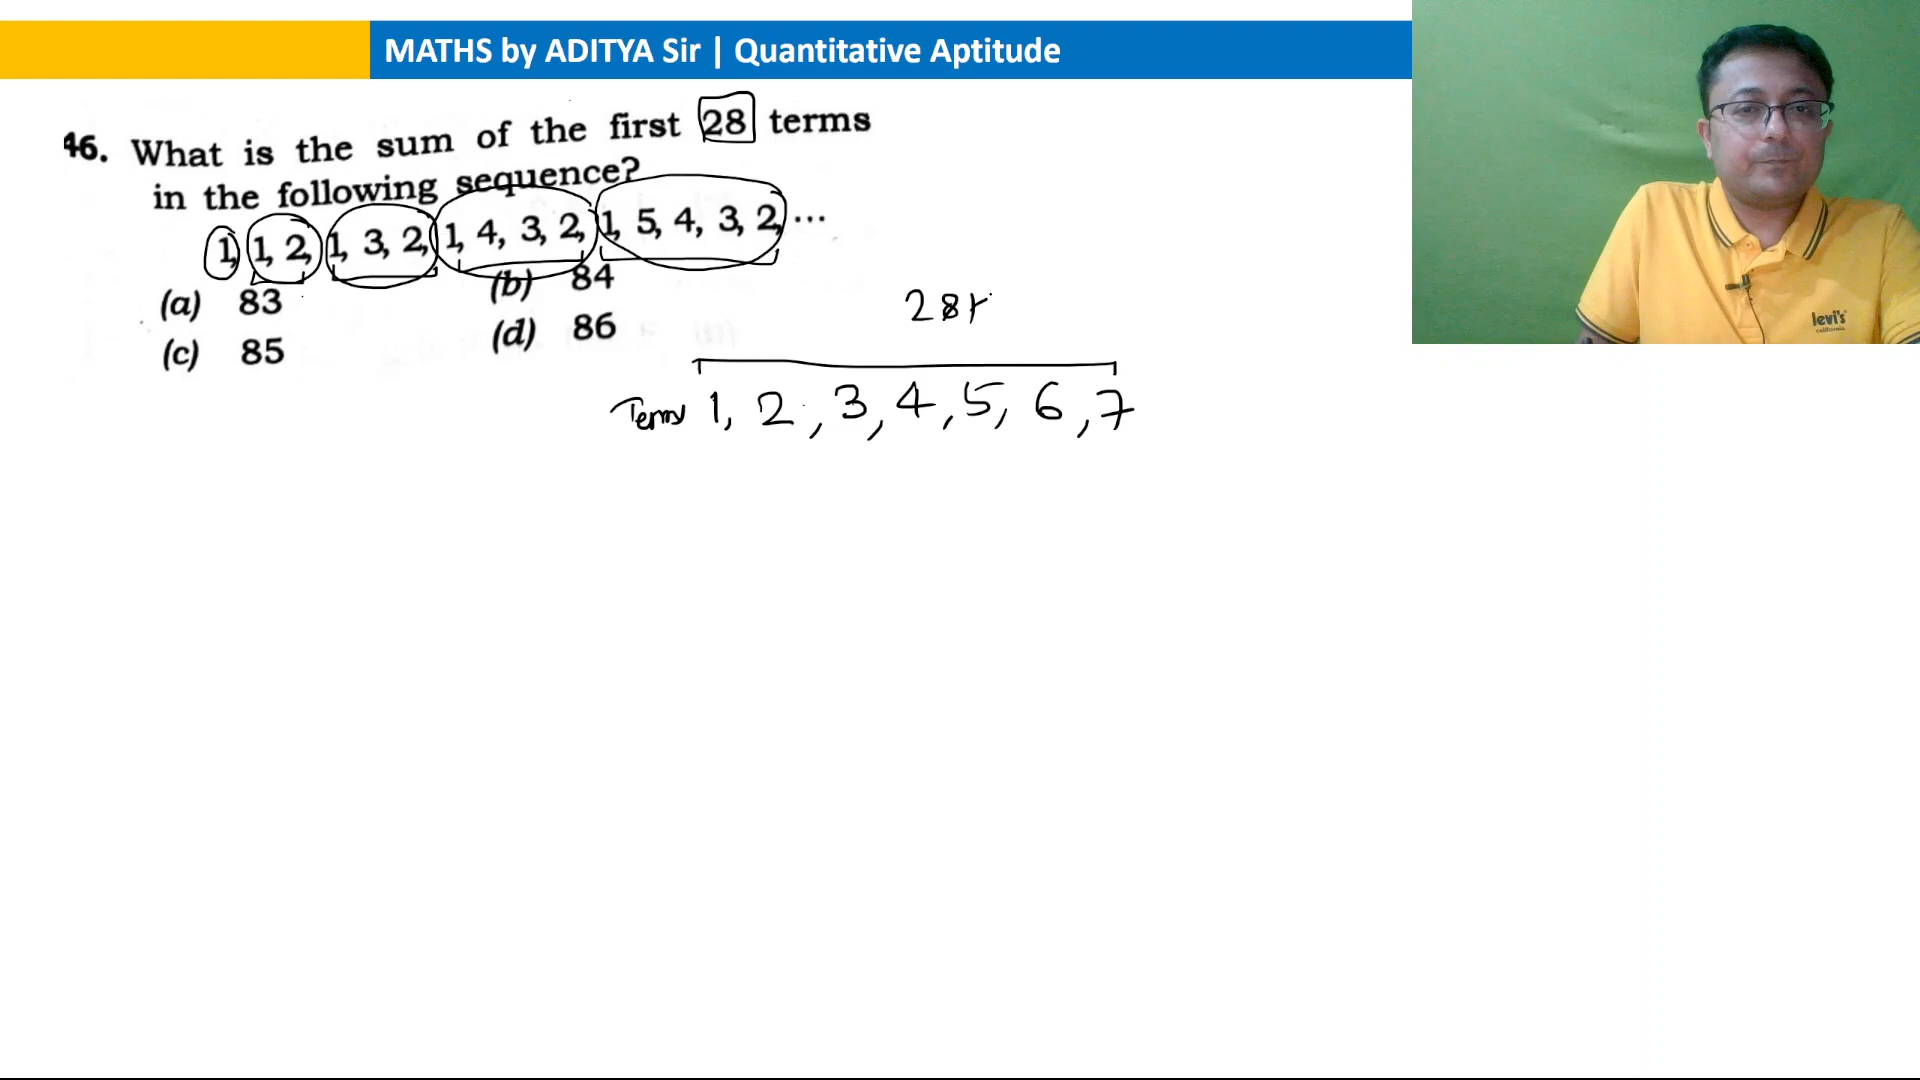 MATHS by ADITYA Sir | Quantitative Aptitude
46. What is the sum of the first 28 terms
in the following sequence?
1, 1, 2, 1, 3, 2, 1, 4, 3, 2, 1, 5, 4, 3, 2, ...
(a) 83 (b) 84
(c) 85 (d) 86
28
Terms 1, 2, 3, 4, 5, 6, 7
levi's
california